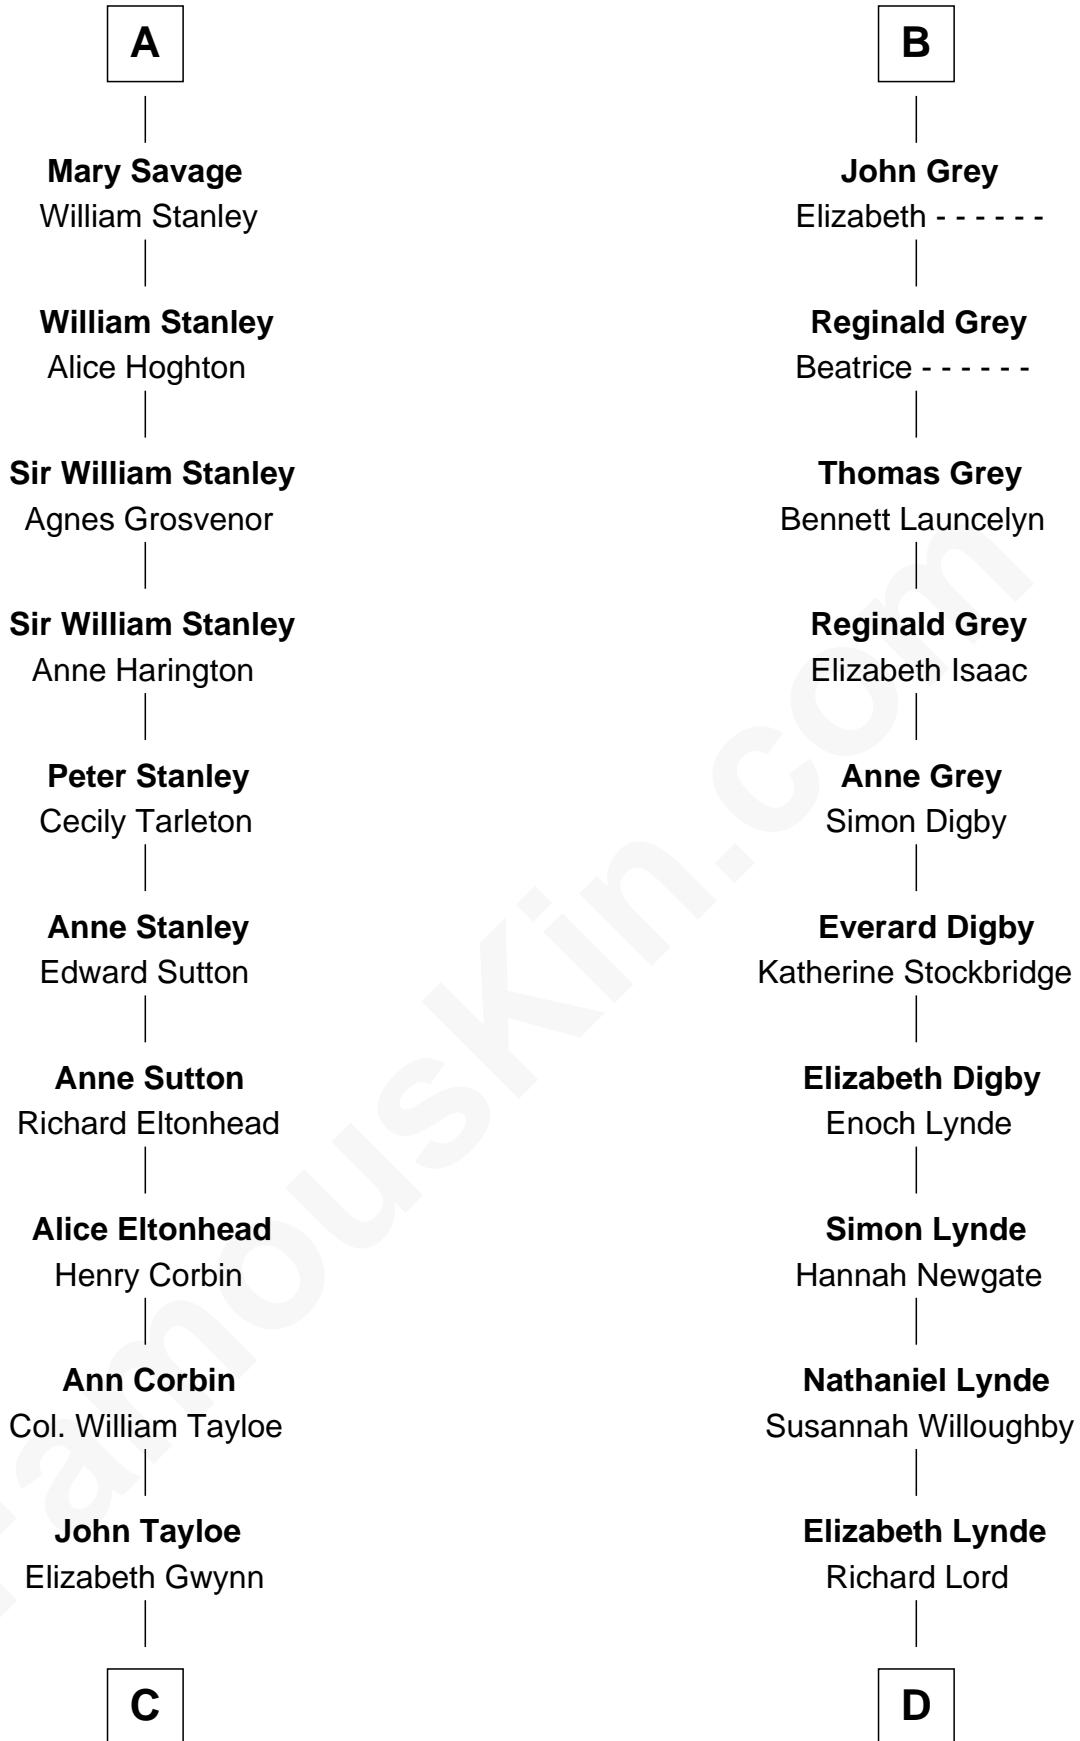 A
Mary Savage
William Stanley
William Stanley
Alice Hoghton
Sir William Stanley
Agnes Grosvenor
Sir William Stanley
Anne Harington
Peter Stanley
Cecily Tarleton
Anne Stanley
Edward Sutton
Anne Sutton
Richard Eltonhead
Alice Eltonhead
Henry Corbin
Ann Corbin
Col. William Tayloe
John Tayloe
Elizabeth Gwynn
C
B
John Grey
Elizabeth - - - - - -
Reginald Grey
Beatrice - - - - - -
Thomas Grey
Bennett Launcelyn
Reginald Grey
Elizabeth Isaac
Anne Grey
Simon Digby
Everard Digby
Katherine Stockbridge
Elizabeth Digby
Enoch Lynde
Simon Lynde
Hannah Newgate
Nathaniel Lynde
Susannah Willoughby
Elizabeth Lynde
Richard Lord
D
FamousKin.com